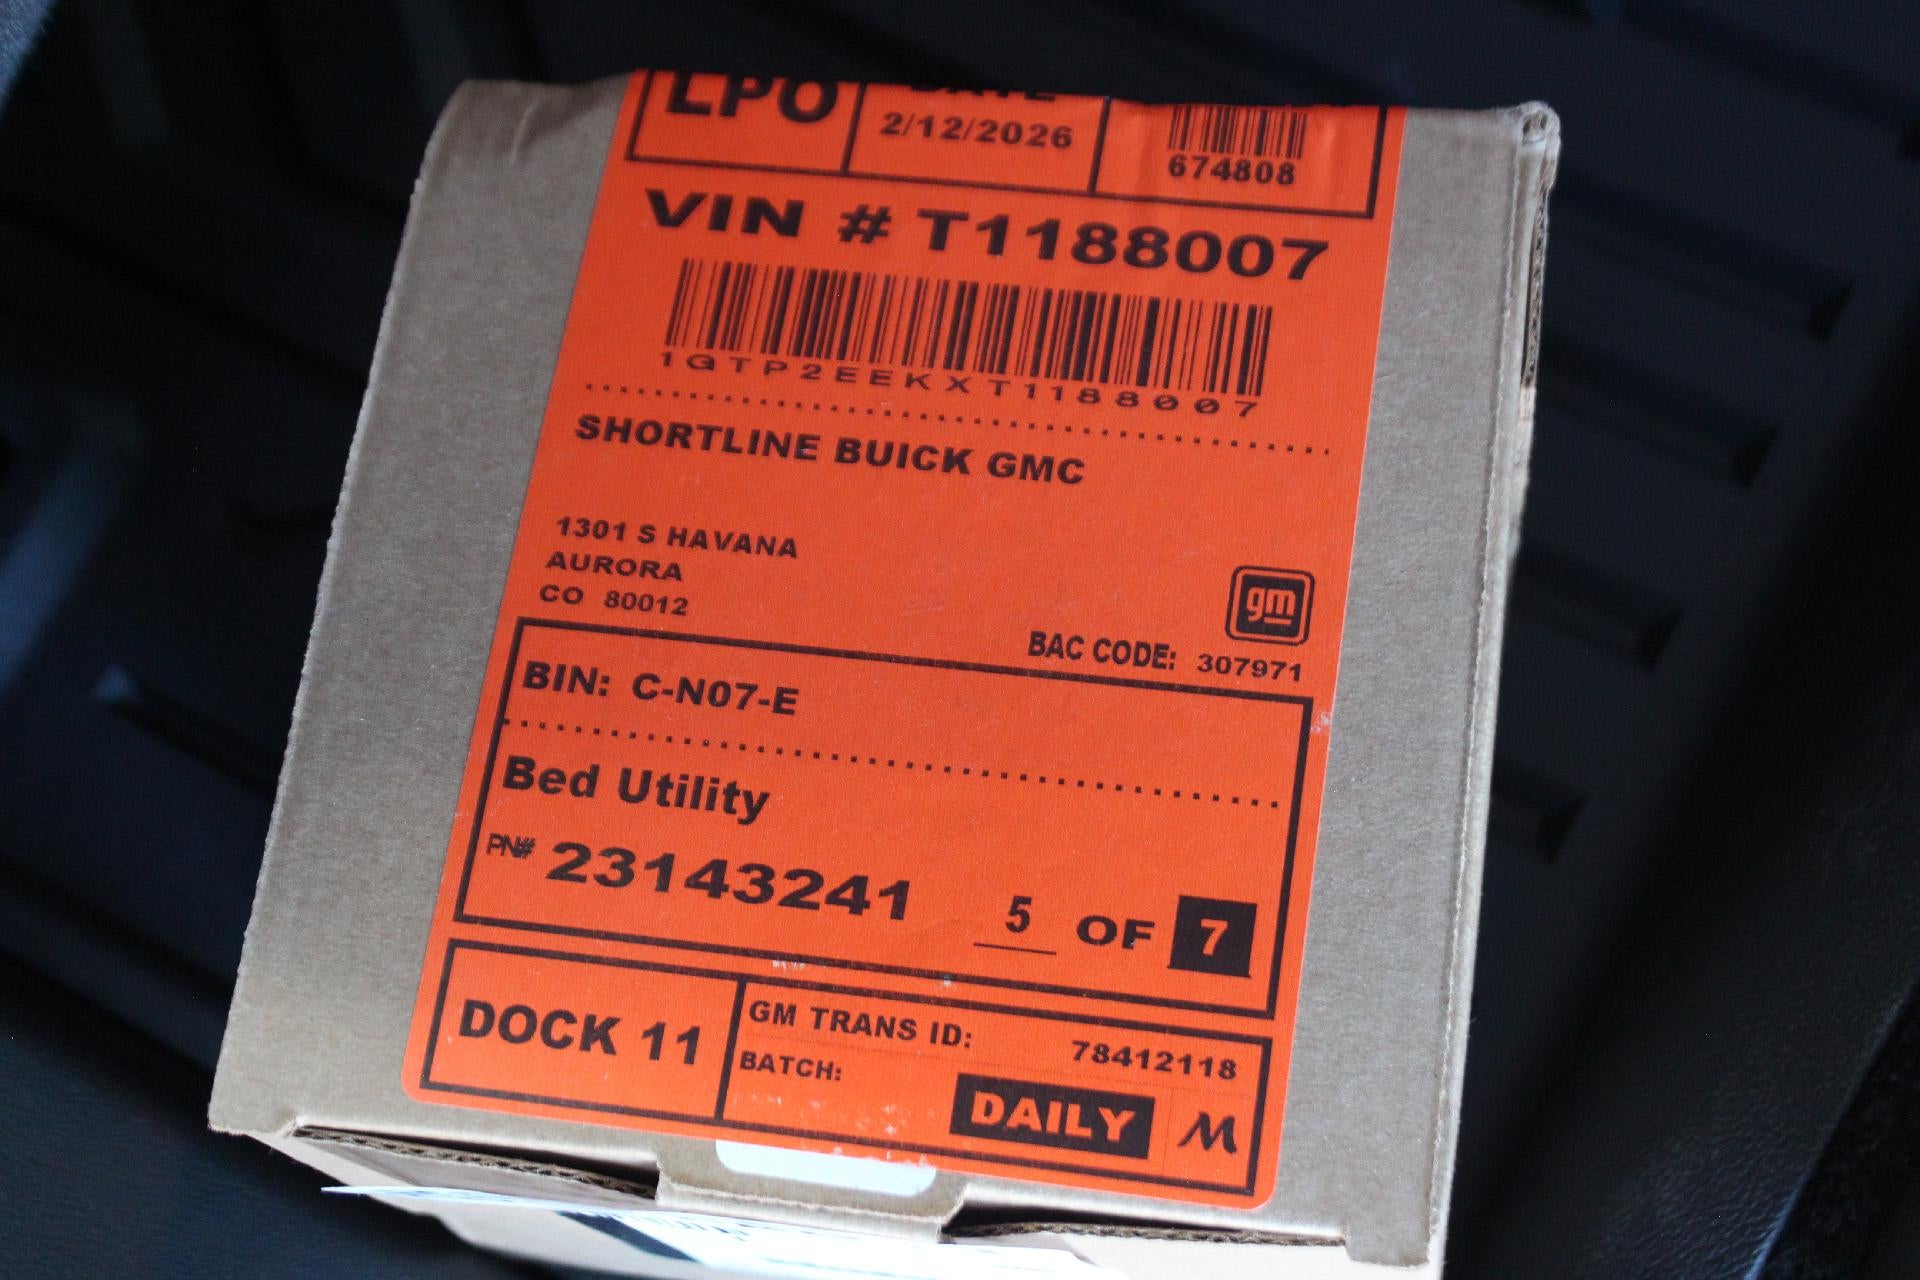 LPO
DATE
2/12/2026
674808
VIN # T1188007
1GTP2EEKXT1188007
SHORTLINE BUICK GMC
1301 S HAVANA
AURORA
CO 80012
gm
BAC CODE: 307971
BIN: C-N07-E
Bed Utility
PN# 23143241 5 OF 7
DOCK 11
GM TRANS ID: 78412118
BATCH: DAILY M